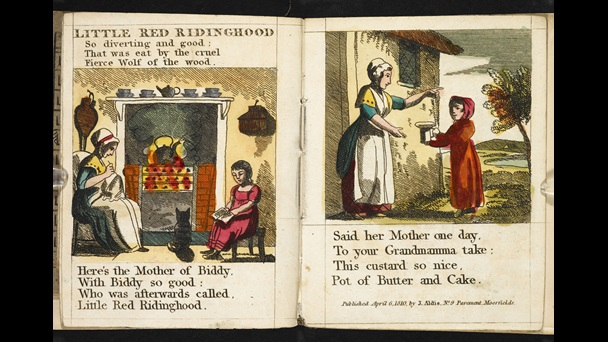 LITTLE RED RIDINGHOOD
So diverting and good:
That was eat by the cruel
Fierce Wolf of the wood.
Here's the Mother of Biddy,
With Biddy so good:
Who was afterwards called,
Little Red Ridinghood.
Said her Mother one day,
To your Grandmamma take:
This custard so nice,
Pot of Butter and Cake.
Published April 6, 1810, by J. Aldis, No. 9 Pavement, Moorfields.